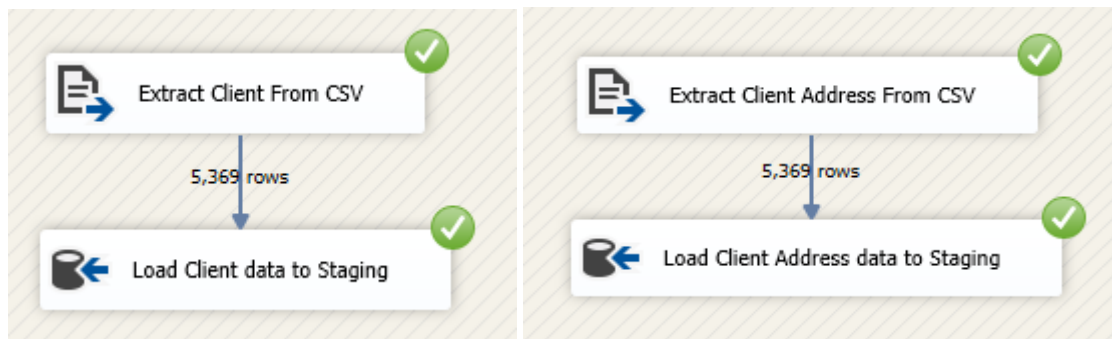 Extract Client From CSV
5,369 rows
Load Client data to Staging
Extract Client Address From CSV
5,369 rows
Load Client Address data to Staging